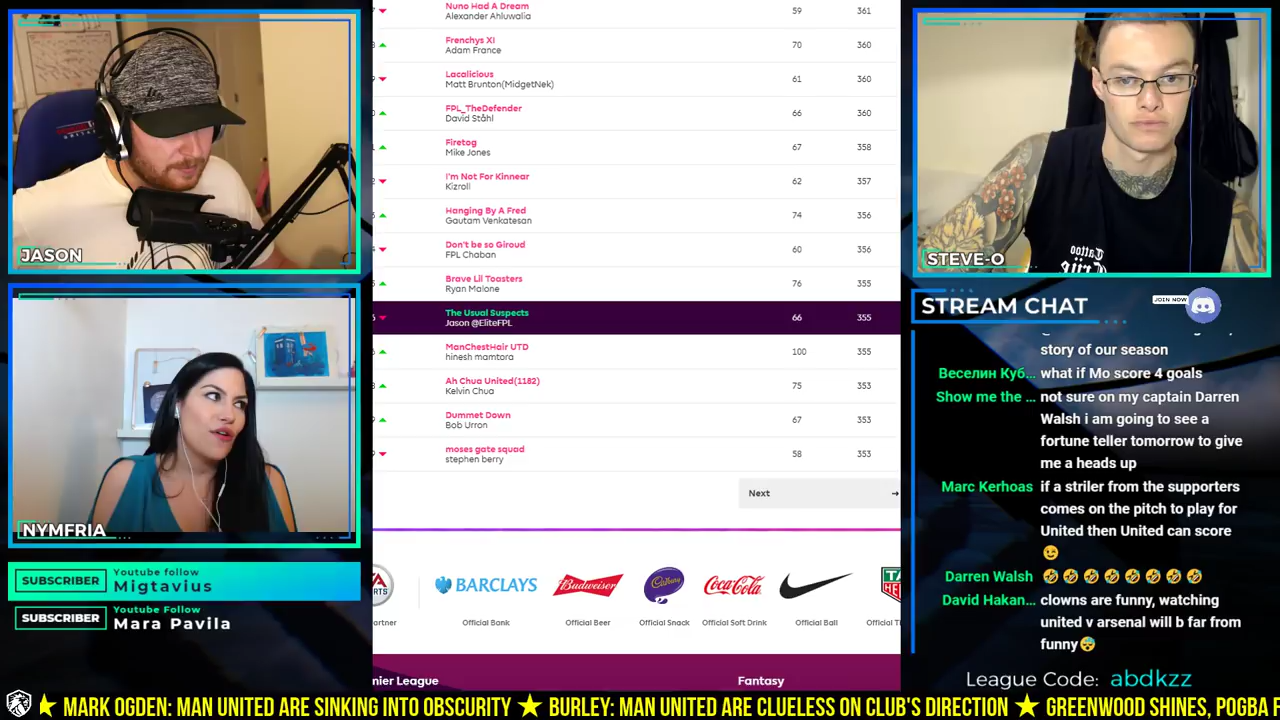 JASON
NYMFRIA
SUBSCRIBER
Youtube follow
Migtavius
SUBSCRIBER
Youtube Follow
Mara Pavila
Nuno Had A Dream
Alexander Ahluwalia
59 361
Frenchys XI
Adam France
70 360
Lacalicious
Matt Brunton(MidgetNek)
61 360
FPL_TheDefender
David Ståhl
66 360
Firetog
Mike Jones
67 358
I'm Not For Kinnear
Kizroll
62 357
Hanging By A Fred
Gautam Venkatesan
74 356
Don't be so Giroud
FPL Chaban
60 356
Brave Lil Toasters
Ryan Malone
76 355
The Usual Suspects
Jason @EliteFPL
66 355
ManChestHair UTD
hinesh mamtora
100 355
Ah Chua United(1182)
Kelvin Chua
75 353
Dummet Down
Bob Urron
67 353
moses gate squad
stephen berry
58 353
Next →
BARCLAYS
Budweiser
Cadbury
Coca-Cola
TAG
Official Bank
Official Beer
Official Snack
Official Soft Drink
Official Ball
Fantasy
STEVE-O
STREAM CHAT
JOIN NOW
story of our season
Веселин Куб... what if Mo score 4 goals
Show me the ... not sure on my captain Darren
Walsh i am going to see a
fortune teller tomorrow to give
me a heads up
Marc Kerhoas if a striler from the supporters
comes on the pitch to play for
United then United can score
😉
Darren Walsh 🤣🤣🤣🤣🤣🤣🤣🤣
David Hakan... clowns are funny, watching
united v arsenal will b far from
funny😴
League Code: abdkzz
★ MARK OGDEN: MAN UNITED ARE SINKING INTO OBSCURITY ★ BURLEY: MAN UNITED ARE CLUELESS ON CLUB'S DIRECTION ★ GREENWOOD SHINES, POGBA